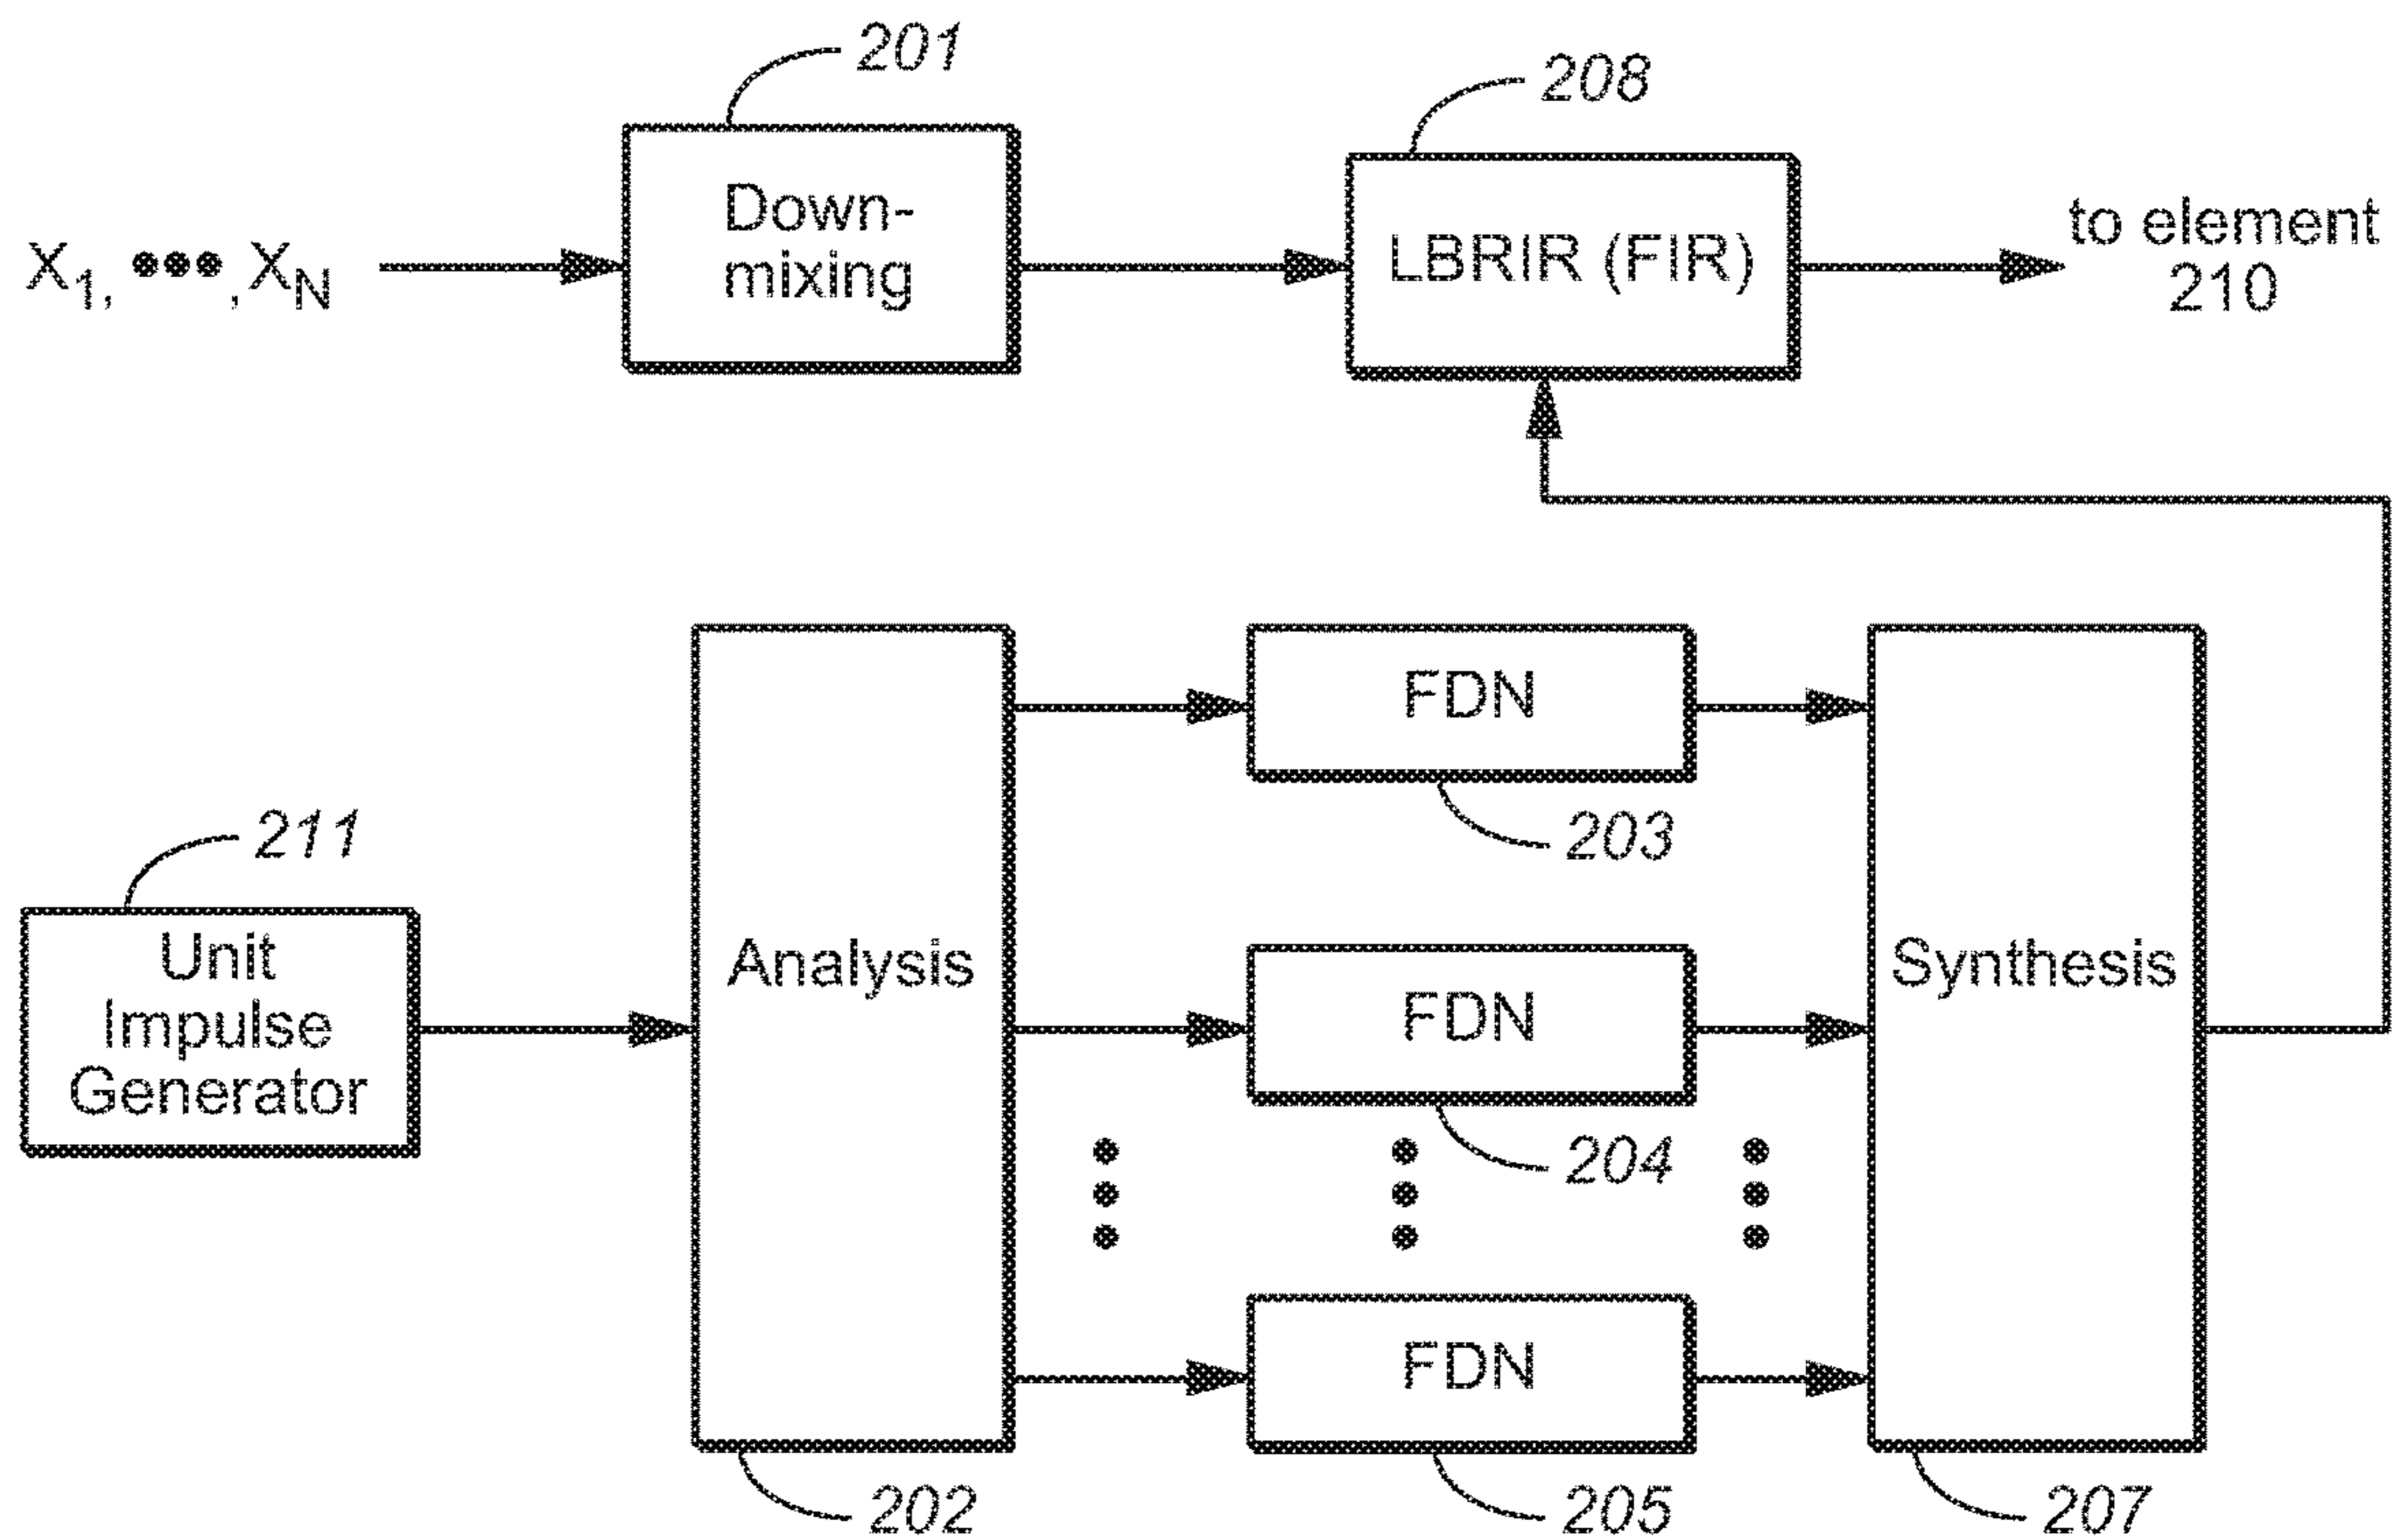 201
208
X1, •••, XN
Down-
mixing
LBRIR (FIR)
to element
210
FDN
203
211
Unit
Impulse
Generator
Analysis
FDN
204
Synthesis
FDN
202
205
207